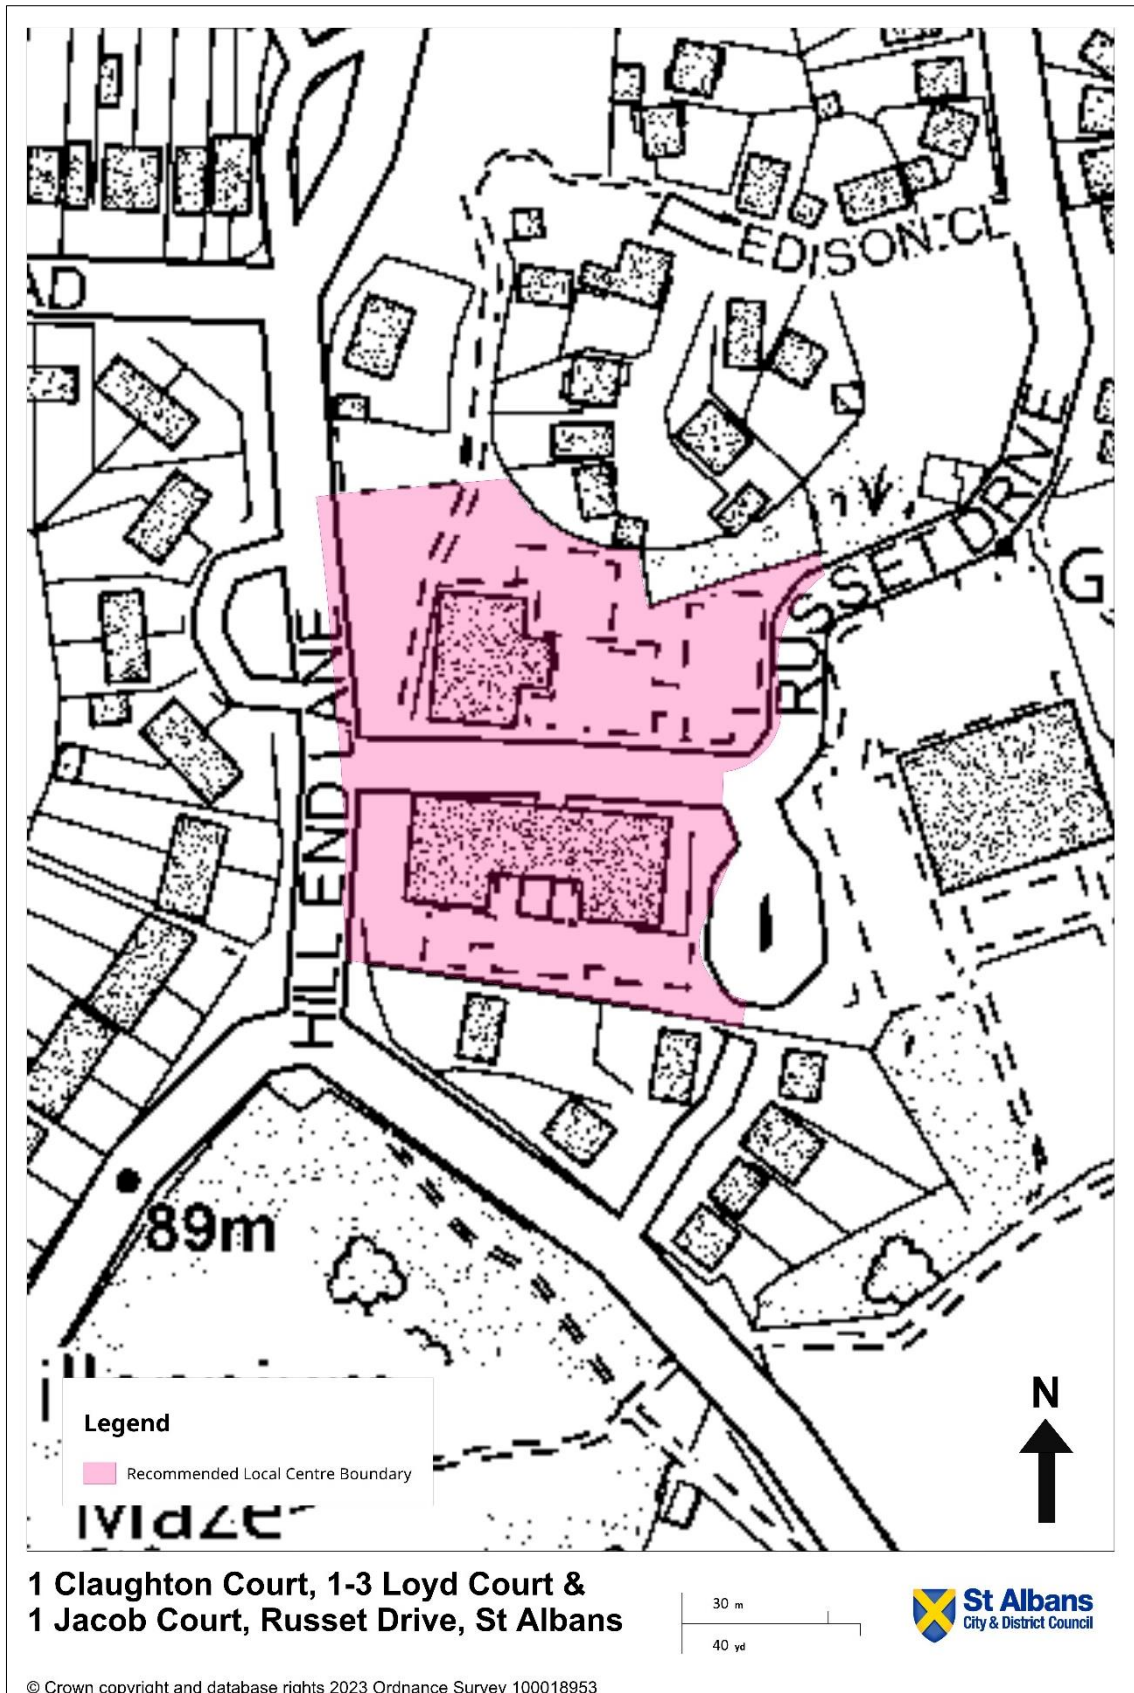 EDISON CL
RUSSET DRIVE
HILL END LANE
G
89m
Legend
Recommended Local Centre Boundary
Maze
N
1 Claughton Court, 1-3 Loyd Court &
1 Jacob Court, Russet Drive, St Albans
30 m
40 yd
St Albans
City & District Council
© Crown copyright and database rights 2023 Ordnance Survey 100018953